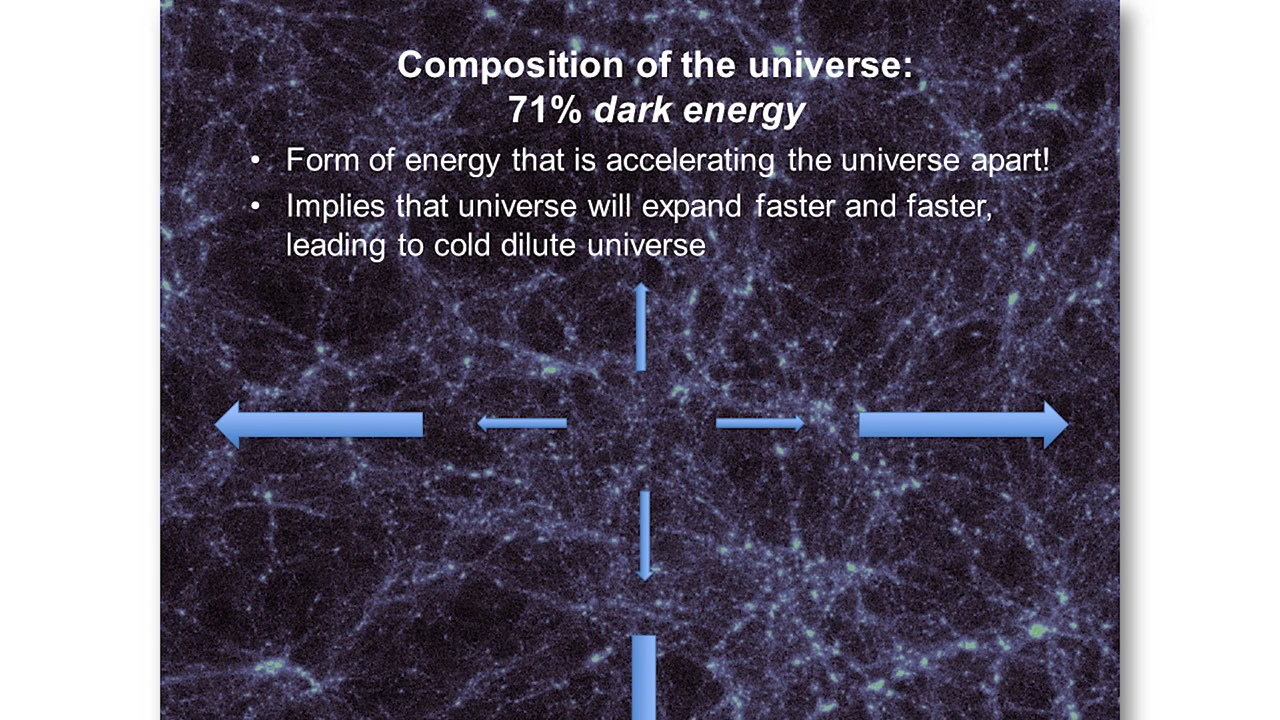 Composition of the universe:
71% dark energy
• Form of energy that is accelerating the universe apart!
• Implies that universe will expand faster and faster,
leading to cold dilute universe